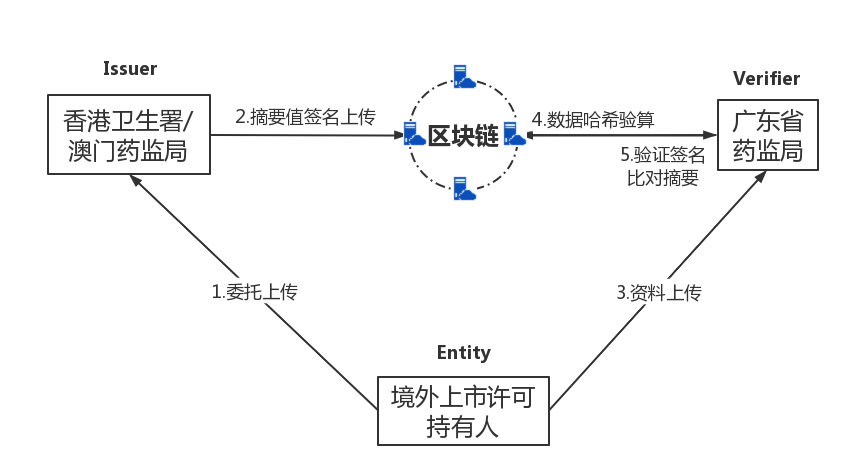 Issuer
Verifier
香港卫生署/
澳门药监局
2.摘要值签名上传
区块链
4.数据哈希验算
5.验证签名
比对摘要
广东省
药监局
1.委托上传
3.资料上传
Entity
境外上市许可
持有人